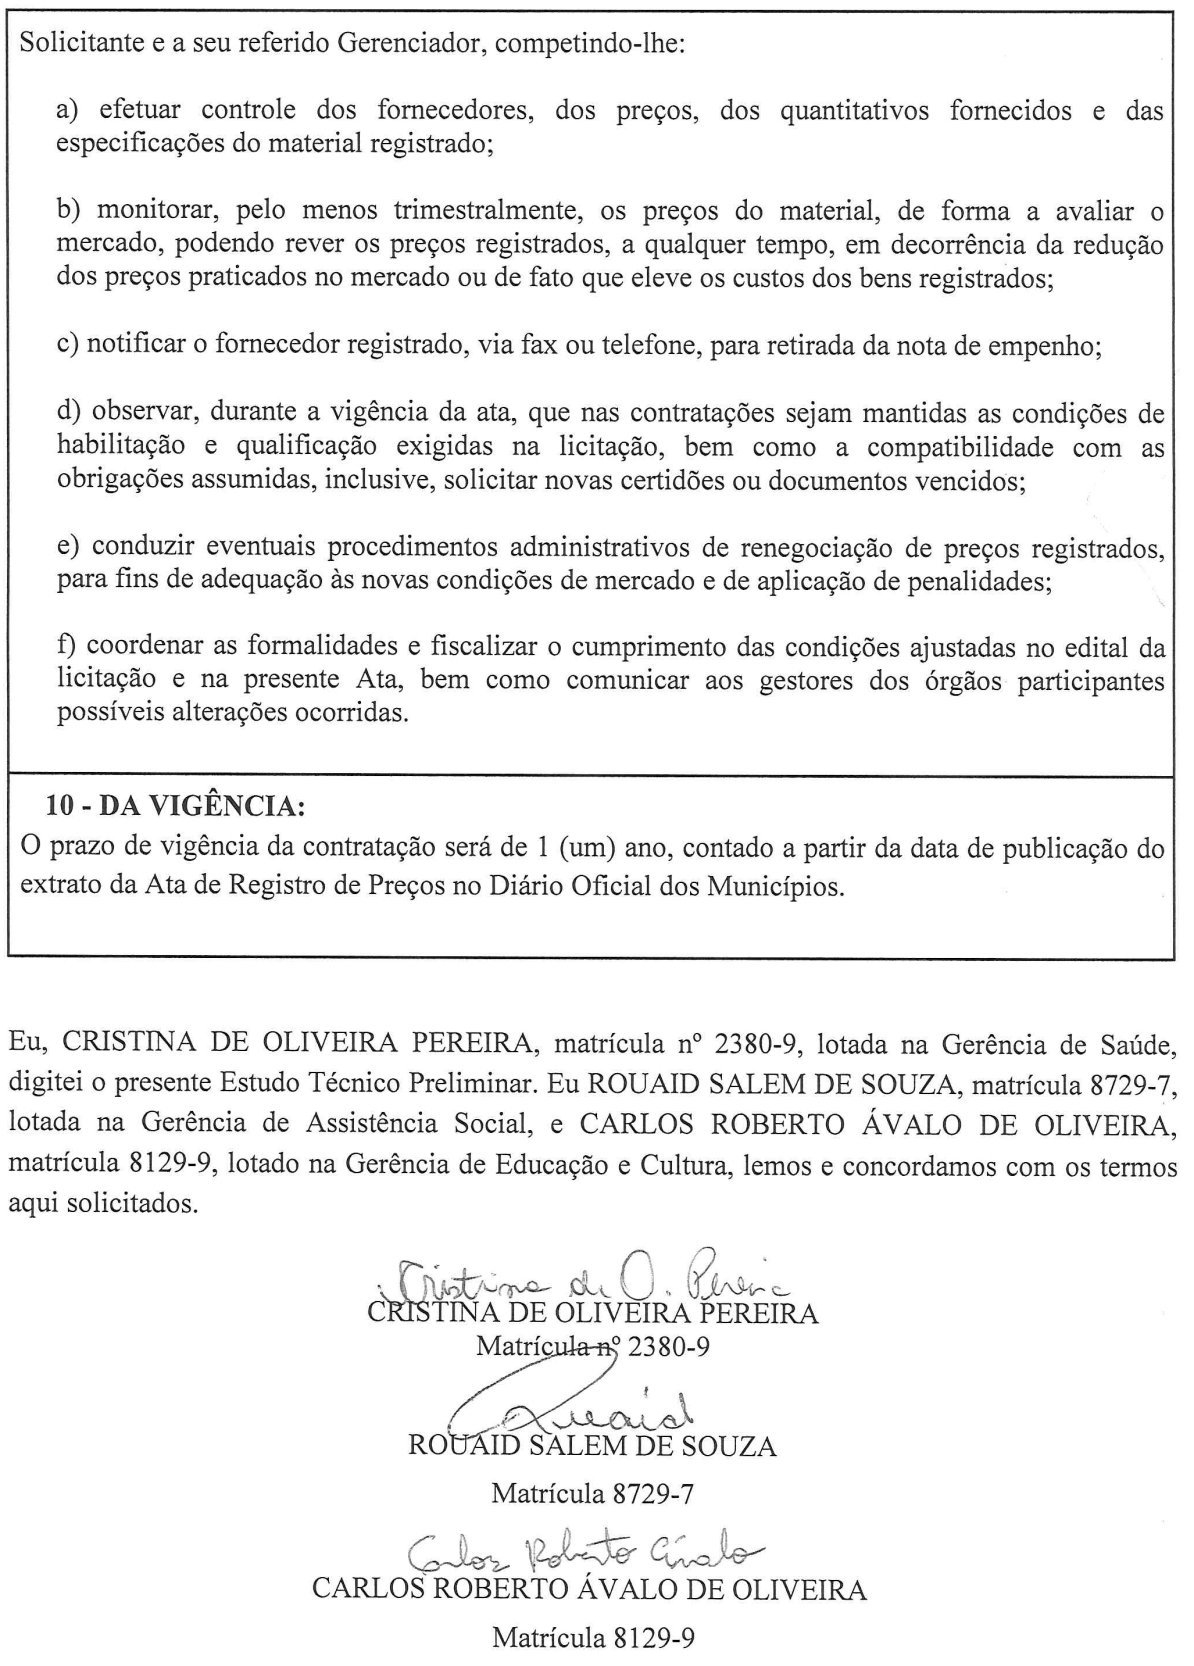 Solicitante e a seu referido Gerenciador, competindo-lhe:
a) efetuar controle dos fornecedores, dos preços, dos quantitativos fornecidos e das
especificações do material registrado;
b) monitorar, pelo menos trimestralmente, os preços do material, de forma a avaliar o
mercado, podendo rever os preços registrados, a qualquer tempo, em decorrência da redução
dos preços praticados no mercado ou de fato que eleve os custos dos bens registrados;
c) notificar o fornecedor registrado, via fax ou telefone, para retirada da nota de empenho;
d) observar, durante a vigência da ata, que nas contratações sejam mantidas as condições de
habilitação e qualificação exigidas na licitação, bem como a compatibilidade com as
obrigações assumidas, inclusive, solicitar novas certidões ou documentos vencidos;
e) conduzir eventuais procedimentos administrativos de renegociação de preços registrados,
para fins de adequação às novas condições de mercado e de aplicação de penalidades;
f) coordenar as formalidades e fiscalizar o cumprimento das condições ajustadas no edital da
licitação e na presente Ata, bem como comunicar aos gestores dos órgãos participantes
possíveis alterações ocorridas.
10 - DA VIGÊNCIA:
O prazo de vigência da contratação será de 1 (um) ano, contado a partir da data de publicação do
extrato da Ata de Registro de Preços no Diário Oficial dos Municípios.
Eu, CRISTINA DE OLIVEIRA PEREIRA, matrícula nº 2380-9, lotada na Gerência de Saúde,
digitei o presente Estudo Técnico Preliminar. Eu ROUAID SALEM DE SOUZA, matrícula 8729-7,
lotada na Gerência de Assistência Social, e CARLOS ROBERTO ÁVALO DE OLIVEIRA,
matrícula 8129-9, lotado na Gerência de Educação e Cultura, lemos e concordamos com os termos
aqui solicitados.
Cristina de O. Pereira
CRISTINA DE OLIVEIRA PEREIRA
Matrícula nº 2380-9
Rouaid
ROUAID SALEM DE SOUZA
Matrícula 8729-7
Carlos Roberto Ávalo
CARLOS ROBERTO ÁVALO DE OLIVEIRA
Matrícula 8129-9